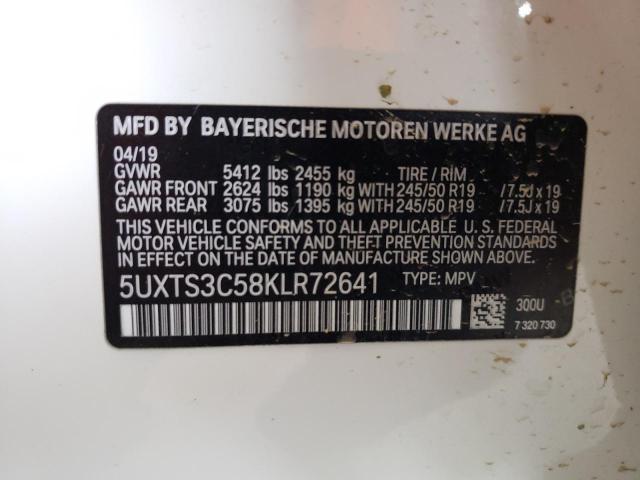 MFD BY BAYERISCHE MOTOREN WERKE AG
04/19
GVWR 5412 lbs 2455 kg TIRE / RIM
GAWR FRONT 2624 lbs 1190 kg WITH 245/50 R19 / 7.5J x 19
GAWR REAR 3075 lbs 1395 kg WITH 245/50 R19 / 7.5J x 19
THIS VEHICLE CONFORMS TO ALL APPLICABLE U. S. FEDERAL
MOTOR VEHICLE SAFETY, BUMPER, AND THEFT PREVENTION
STANDARDS IN EFFECT ON THE DATE OF MANUFACTURE SHOWN ABOVE.
5UXTS3C58KLR72641 TYPE: MPV
300U
7 320 730